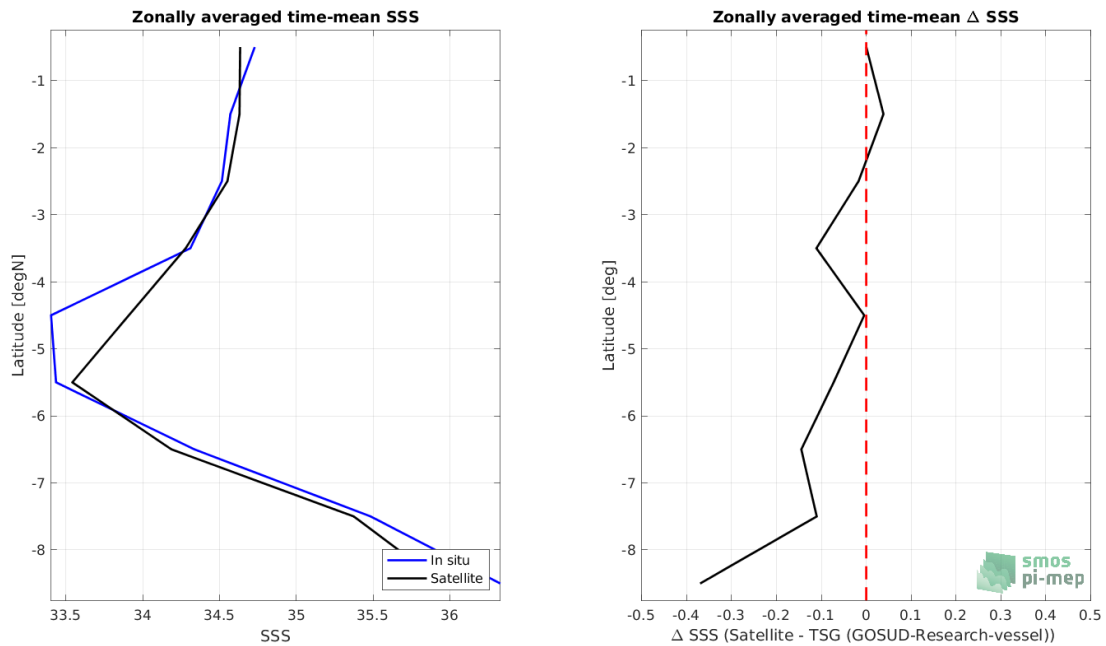 Zonally averaged time-mean SSS
Latitude [degN]
-1
-2
-3
-4
-5
-6
-7
-8
33.5 34 34.5 35 35.5 36
SSS
In situ
Satellite
Zonally averaged time-mean Δ SSS
Latitude [deg]
-1
-2
-3
-4
-5
-6
-7
-8
-0.5 -0.4 -0.3 -0.2 -0.1 0 0.1 0.2 0.3 0.4 0.5
Δ SSS (Satellite - TSG (GOSUD-Research-vessel))
smos
pi-mep